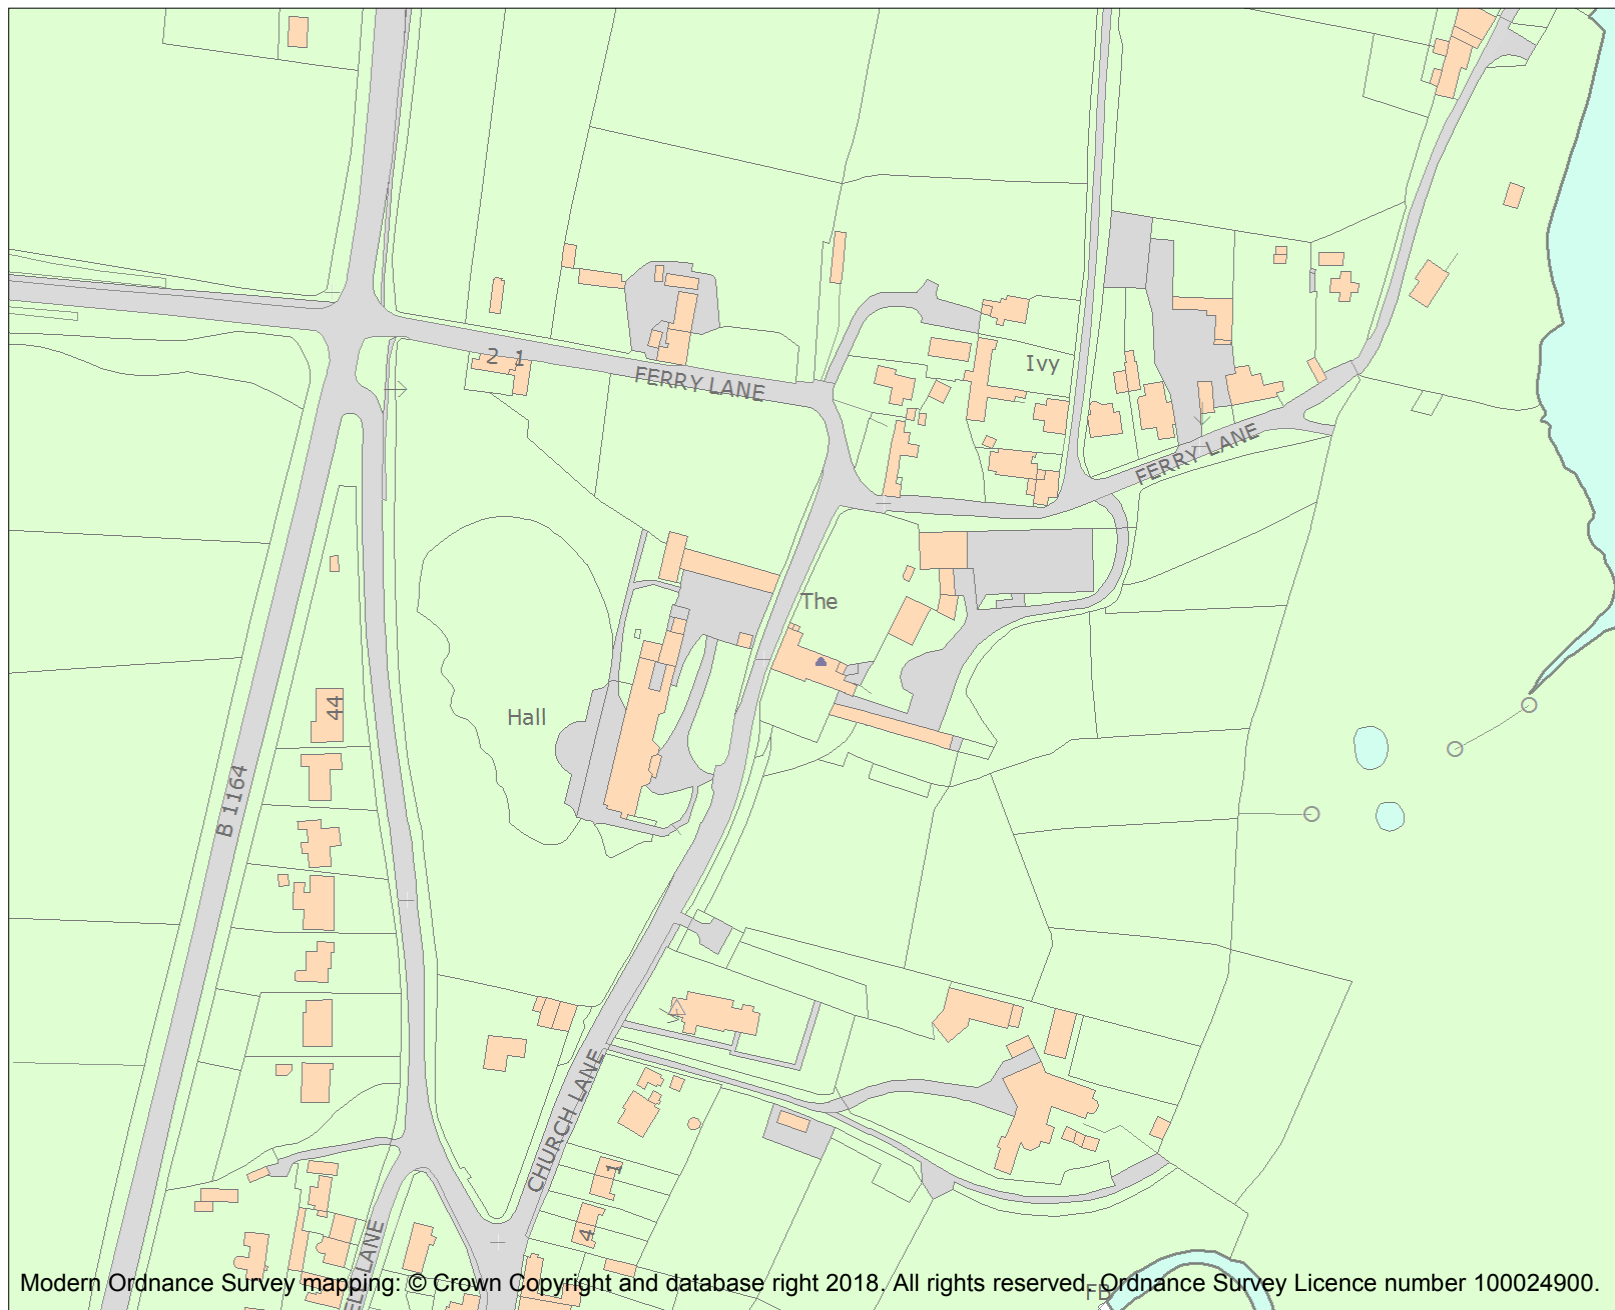 2 1
FERRY LANE
Ivy
FERRY LANE
The
Hall
44
B 1164
CHURCH LANE
1
4
LANE
FB
Modern Ordnance Survey mapping: © Crown Copyright and database right 2018. All rights reserved. Ordnance Survey Licence number 100024900.